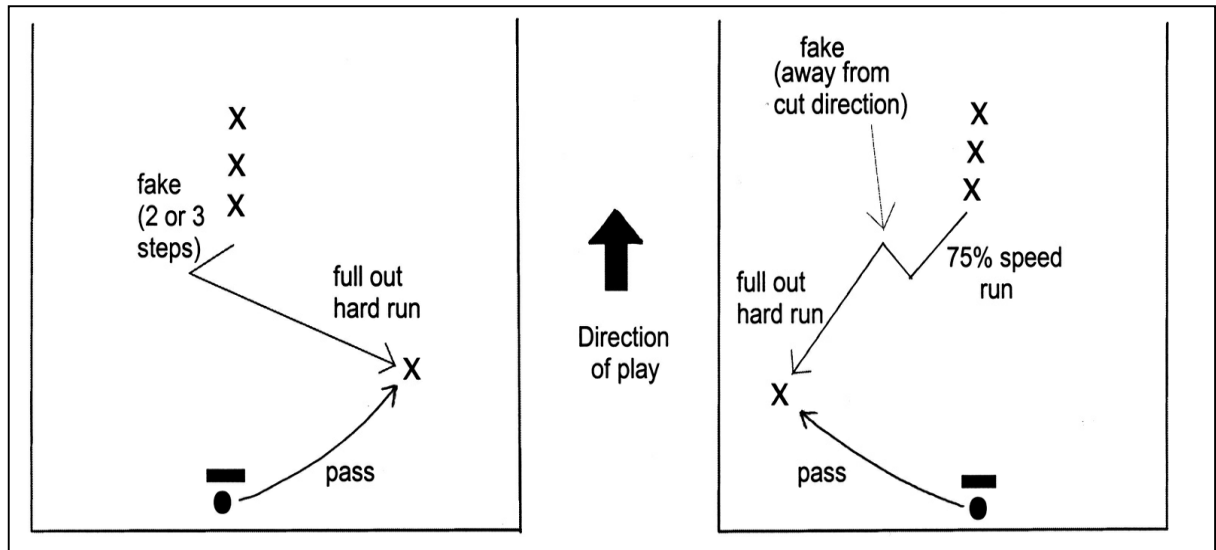 X
X
X
fake
(2 or 3
steps)
full out
hard run
X
pass
O
Direction
of play
fake
(away from
cut direction)
X
X
X
75% speed
run
full out
hard run
X
pass
O